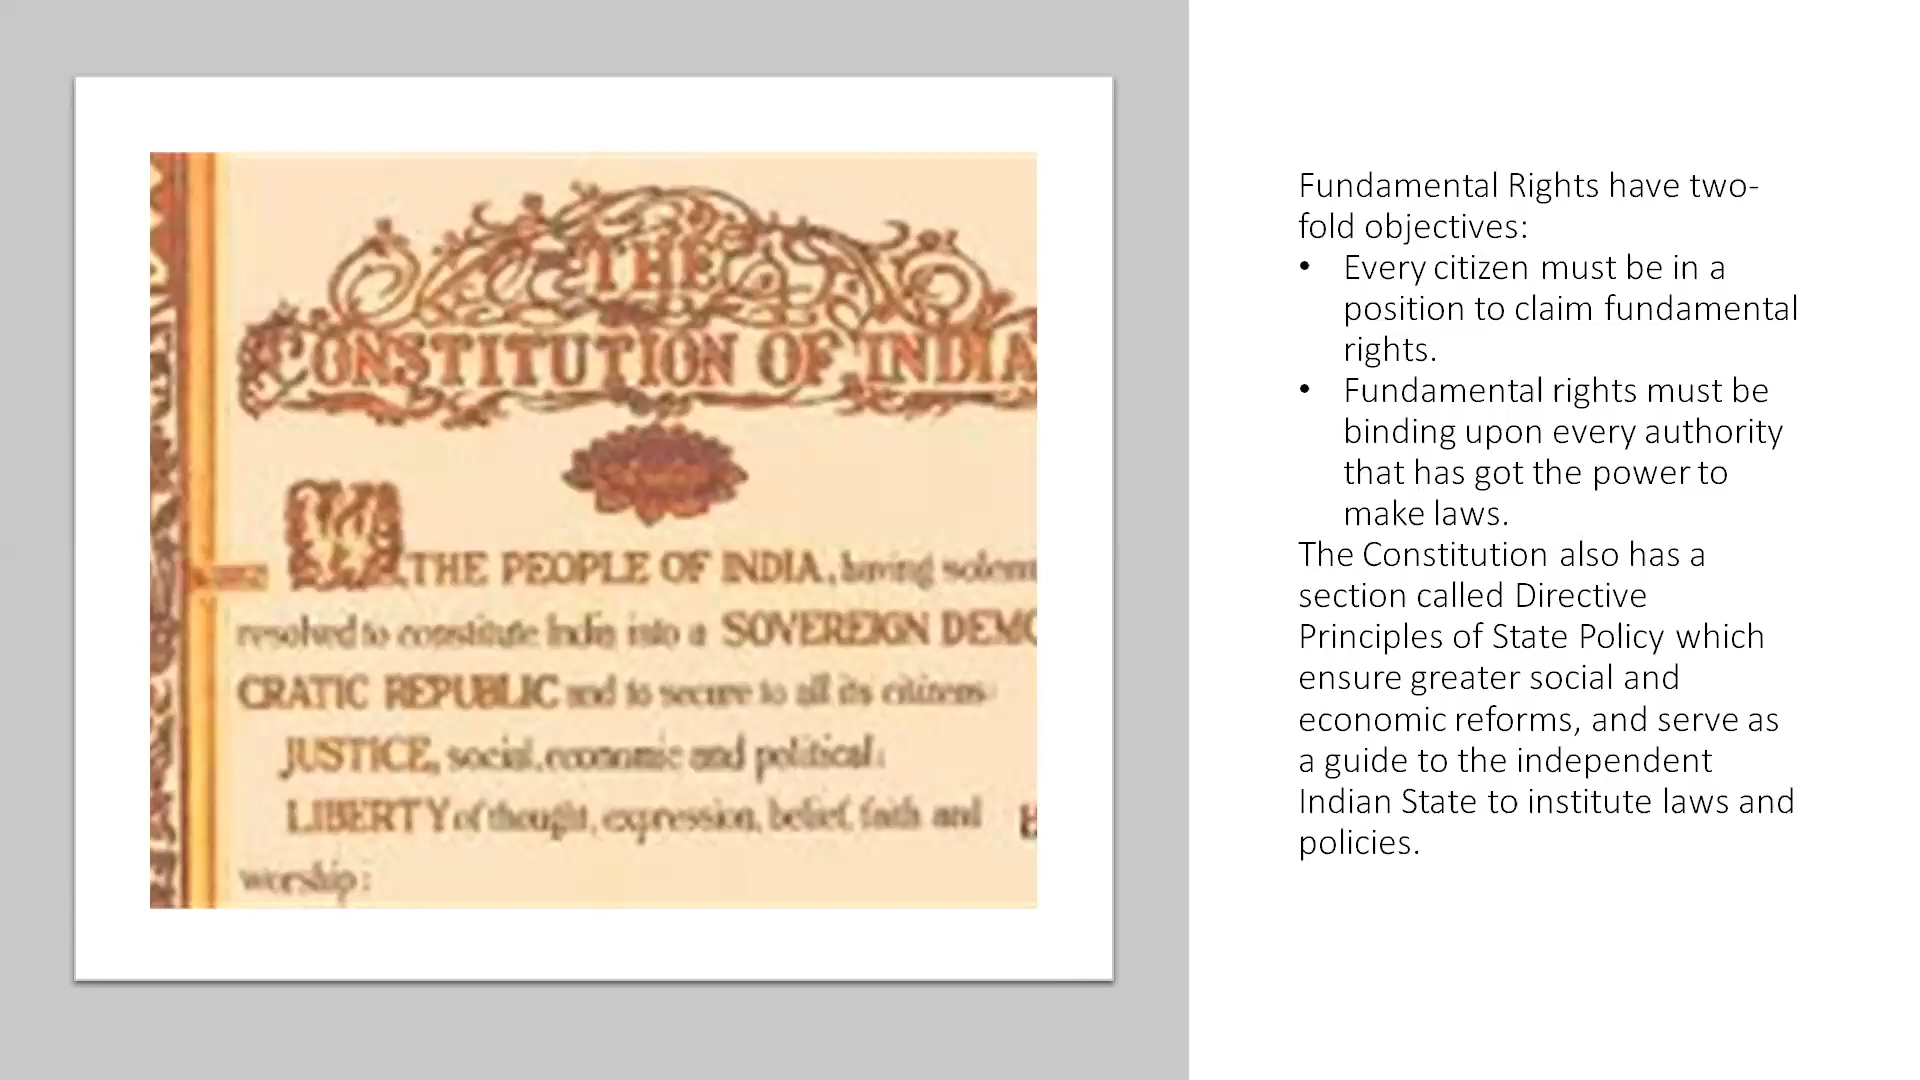 THE
CONSTITUTION OF INDIA
WE, THE PEOPLE OF INDIA, having solem
resolved to constitute India into a SOVEREIGN DEMO
CRATIC REPUBLIC and to secure to all its citizens:
JUSTICE, social, economic and political;
LIBERTY of thought, expression, belief, faith and
worship;
Fundamental Rights have two-
fold objectives:
• Every citizen must be in a
position to claim fundamental
rights.
• Fundamental rights must be
binding upon every authority
that has got the power to
make laws.
The Constitution also has a
section called Directive
Principles of State Policy which
ensure greater social and
economic reforms, and serve as
a guide to the independent
Indian State to institute laws and
policies.